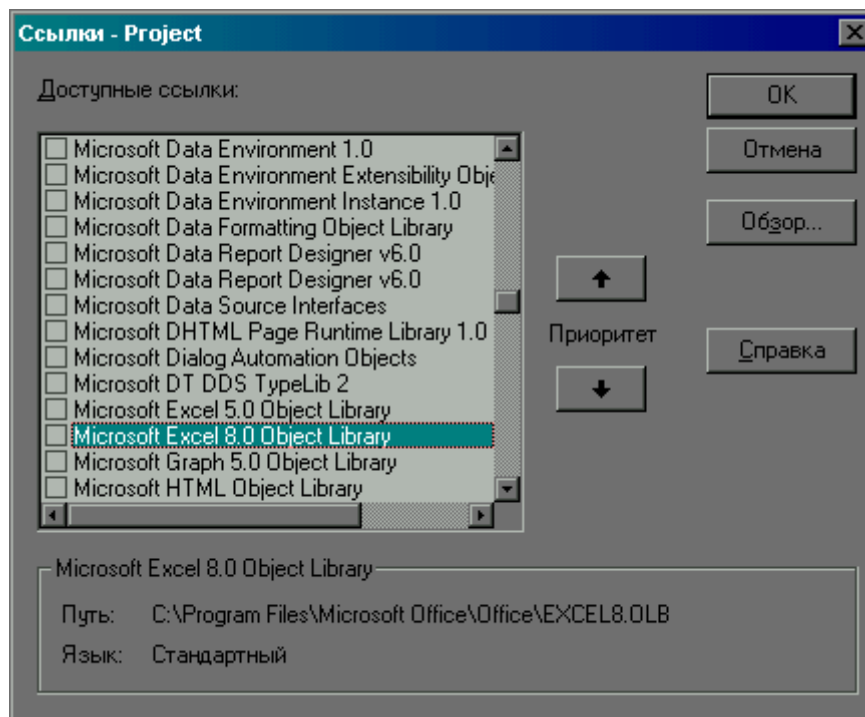 Ссылки - Project
Доступные ссылки:
Microsoft Data Environment 1.0
Microsoft Data Environment Extensibility Obje
Microsoft Data Environment Instance 1.0
Microsoft Data Formatting Object Library
Microsoft Data Report Designer v6.0
Microsoft Data Report Designer v6.0
Microsoft Data Source Interfaces
Microsoft DHTML Page Runtime Library 1.0
Microsoft Dialog Automation Objects
Microsoft DT DDS TypeLib 2
Microsoft Excel 5.0 Object Library
Microsoft Excel 8.0 Object Library
Microsoft Graph 5.0 Object Library
Microsoft HTML Object Library
Приоритет
OK
Отмена
Обзор...
Справка
Microsoft Excel 8.0 Object Library
Путь: C:\Program Files\Microsoft Office\Office\EXCEL8.OLB
Язык: Стандартный